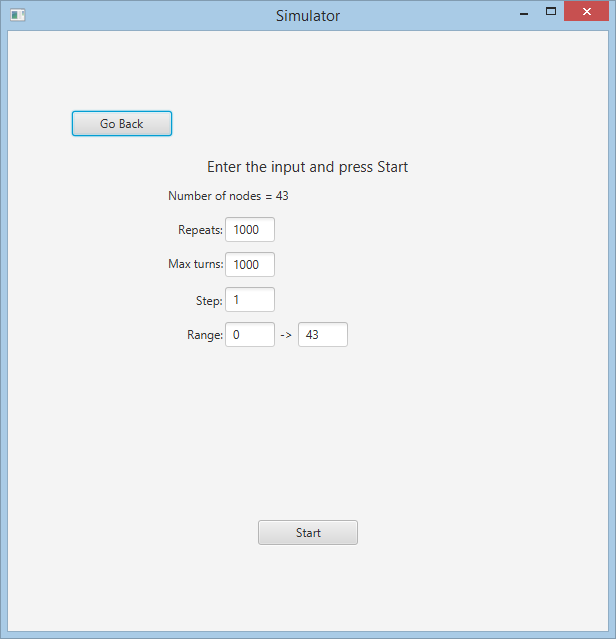 Simulator
Go Back
Enter the input and press Start
Number of nodes = 43
Repeats: 1000
Max turns: 1000
Step: 1
Range: 0 -> 43
Start